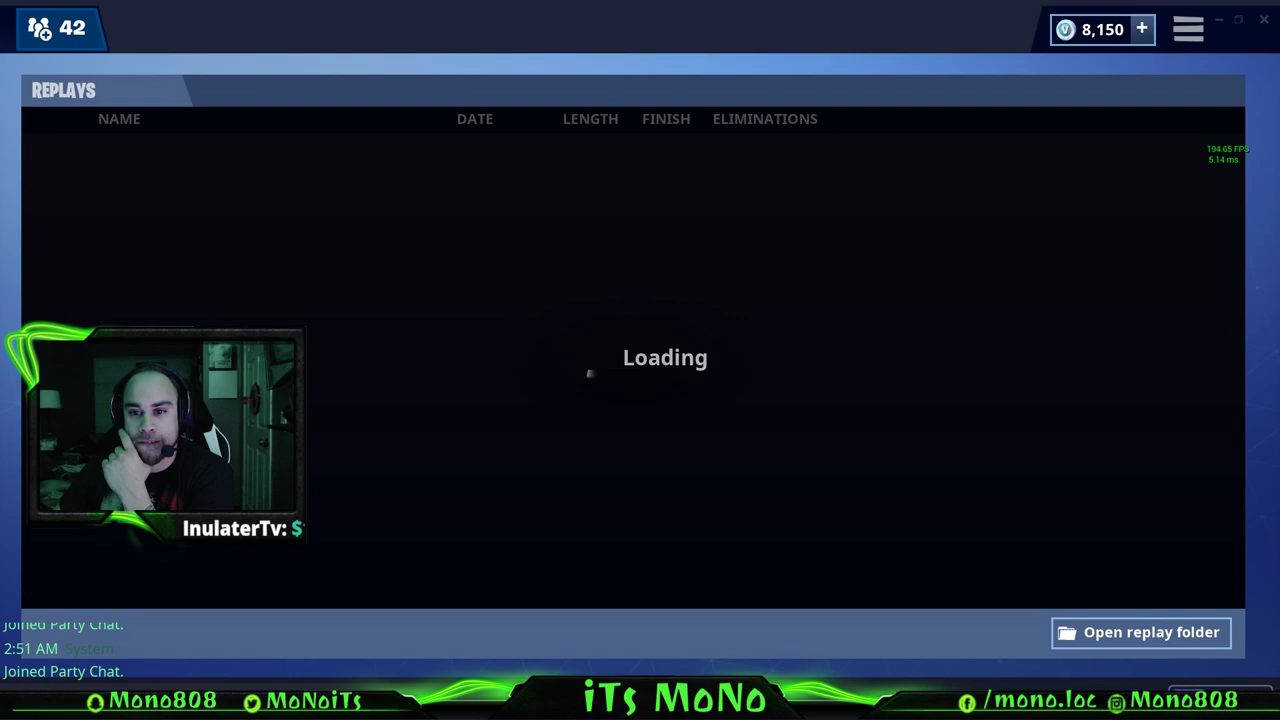 42
8,150 +
REPLAYS
NAME DATE LENGTH FINISH ELIMINATIONS
194.65 FPS
5.14 ms
Loading
InulaterTv: $
Joined Party Chat.
2:51 AM System
Joined Party Chat.
Open replay folder
Mono808 MoNoiTs iTs MoNo /mono.loc Mono808